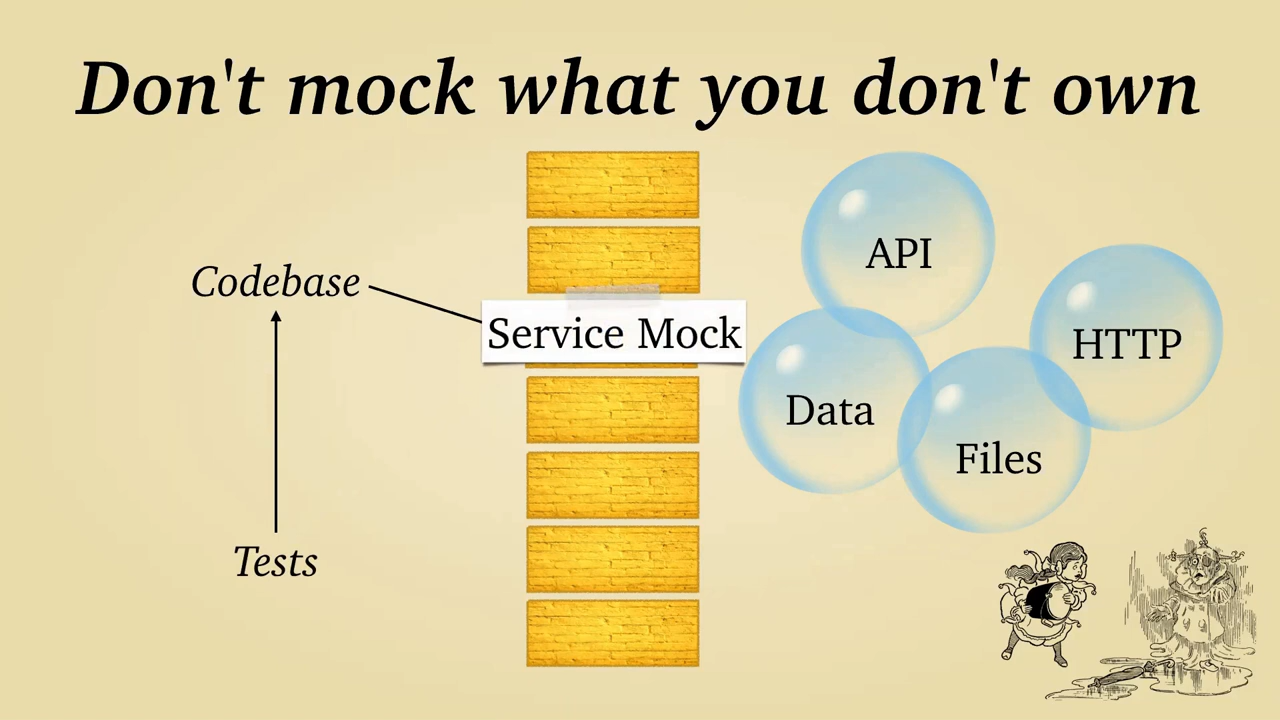 Don't mock what you don't own
Codebase
Service Mock
Tests
API
HTTP
Data
Files